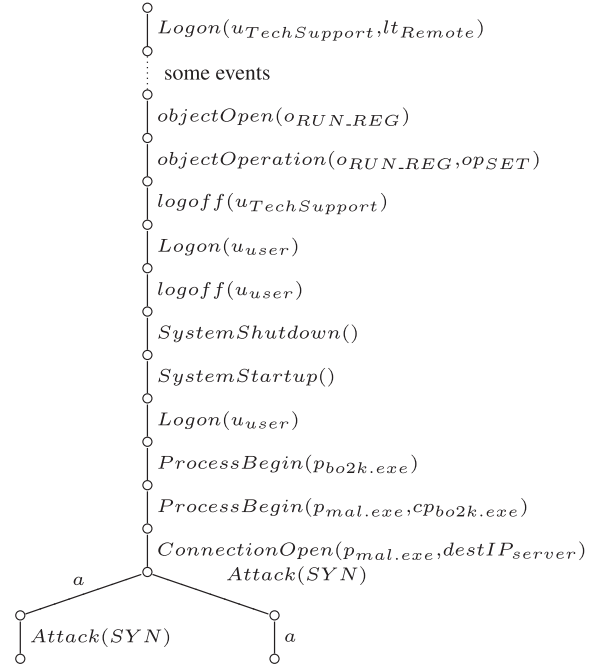 Logon(u_TechSupport,lt_Remote)
some events
objectOpen(o_RUN_REG)
objectOperation(o_RUN_REG,op_SET)
logoff(u_TechSupport)
Logon(u_user)
logoff(u_user)
SystemShutdown()
SystemStartup()
Logon(u_user)
ProcessBegin(p_bo2k.exe)
ProcessBegin(p_mal.exe,cp_bo2k.exe)
ConnectionOpen(p_mal.exe,destIP_server)
a Attack(SYN)
Attack(SYN) a